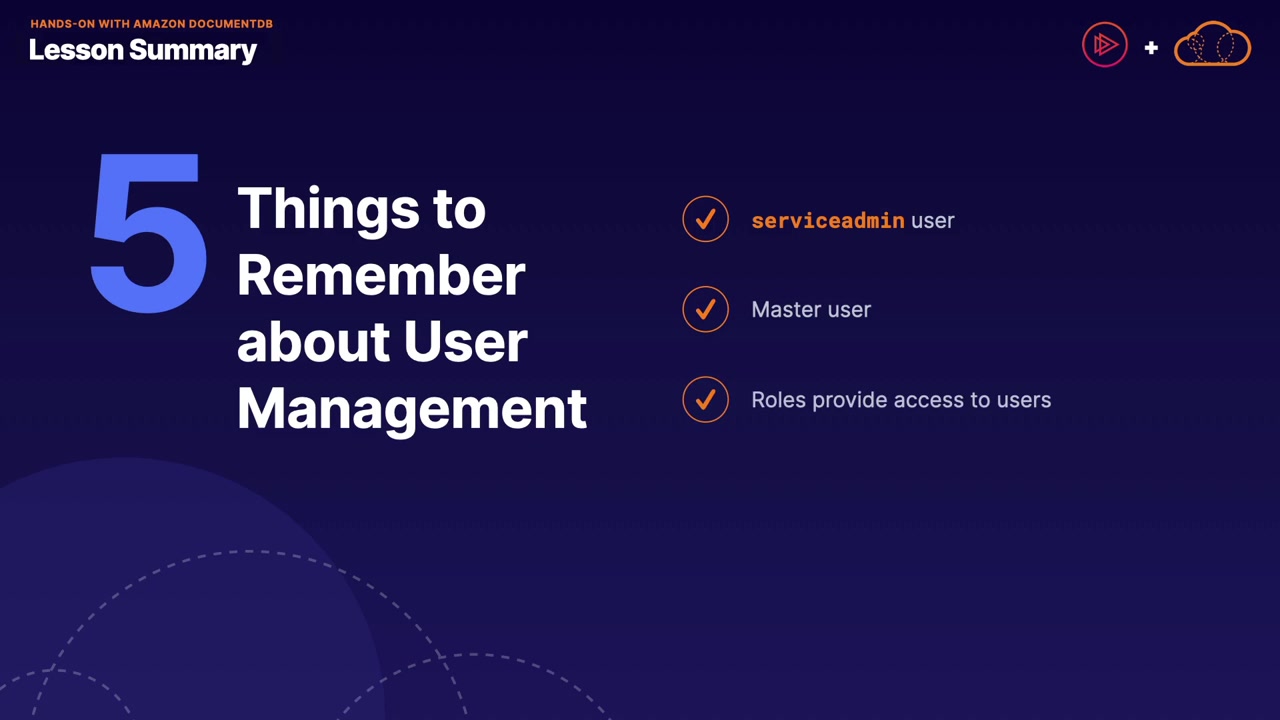 HANDS-ON WITH AMAZON DOCUMENTDB
Lesson Summary
+
5
Things to
Remember
about User
Management
serviceadmin user
Master user
Roles provide access to users